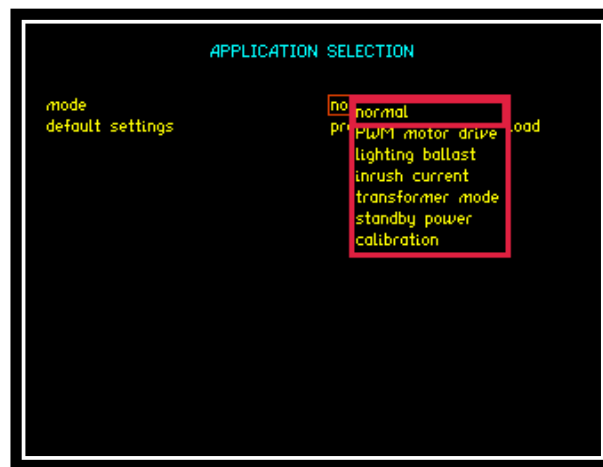 APPLICATION SELECTION
mode
normal
default settings
PWM motor drive
lighting ballast
inrush current
transformer mode
standby power
calibration